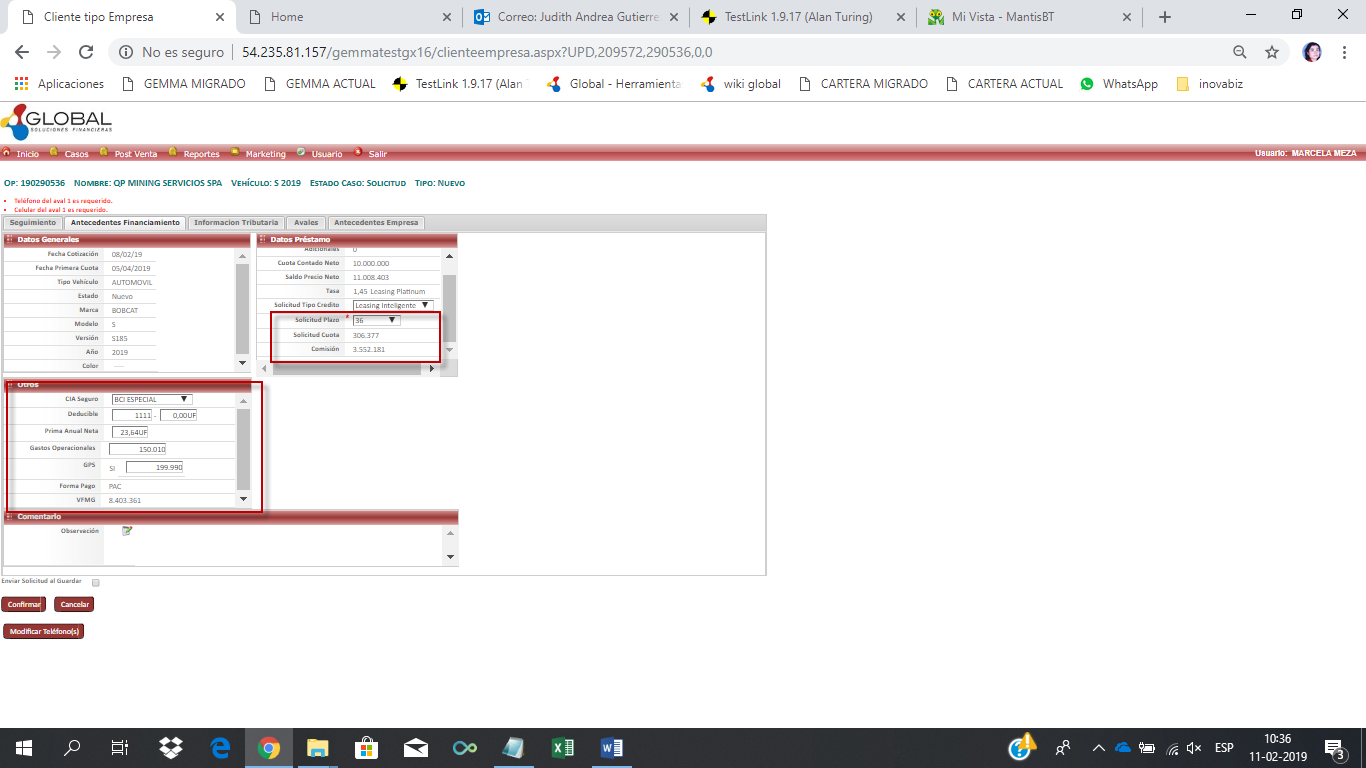 Cliente tipo Empresa
Home
Correo: Judith Andrea Gutierre
TestLink 1.9.17 (Alan Turing)
Mi Vista - MantisBT
No es seguro
54.235.81.157/gemmatestgx16/clienteempresa.aspx?UPD,209572,290536,0,0
Aplicaciones
GEMMA MIGRADO
GEMMA ACTUAL
TestLink 1.9.17 (Alan
Global - Herramienta
wiki global
CARTERA MIGRADO
CARTERA ACTUAL
WhatsApp
inovabiz
GLOBAL
SOLUCIONES FINANCIERAS
Inicio Casos Post Venta Reportes Marketing Usuario Salir
Usuario: MARCELA MEZA
Op: 190290536 Nombre: QP MINING SERVICIOS SPA Vehículo: S 2019 Estado Caso: Solicitud Tipo: Nuevo
Teléfono del aval 1 es requerido.
Celular del aval 1 es requerido.
Seguimiento Antecedentes Financiamiento Informacion Tributaria Avales Antecedentes Empresa
Datos Generales
Fecha Cotización 08/02/19
Fecha Primera Cuota 05/04/2019
Tipo Vehículo AUTOMOVIL
Estado Nuevo
Marca BOBCAT
Modelo S
Versión S185
Año 2019
Color -----
Datos Préstamo
Adicionales 0
Cuota Contado Neto 10.000.000
Saldo Precio Neto 11.008.403
Tasa 1,45 Leasing Platinum
Solicitud Tipo Credito Leasing Inteligente
Solicitud Plazo * 36
Solicitud Cuota 306.377
Comisión 3.552.181
Otros
CIA Seguro BCI ESPECIAL
Deducible 1111 - 0,00UF
Prima Anual Neta 23,64UF
Gastos Operacionales 150.010
GPS SI 199.990
Forma Pago PAC
VFMG 8.403.361
Comentario
Observación
Enviar Solicitud al Guardar
Confirmar Cancelar
Modificar Teléfono(s)
ESP
10:36
11-02-2019
3